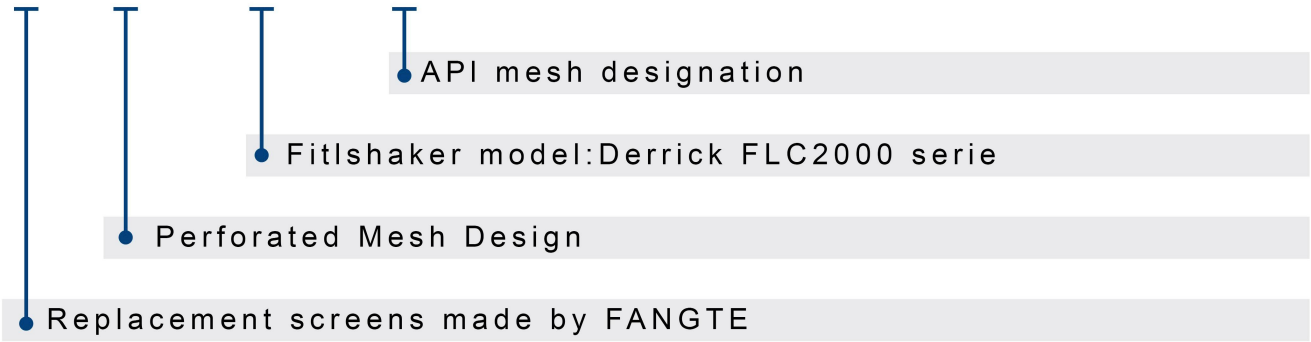 API mesh designation
Fitlshaker model:Derrick FLC2000 serie
Perforated Mesh Design
Replacement screens made by FANGTE